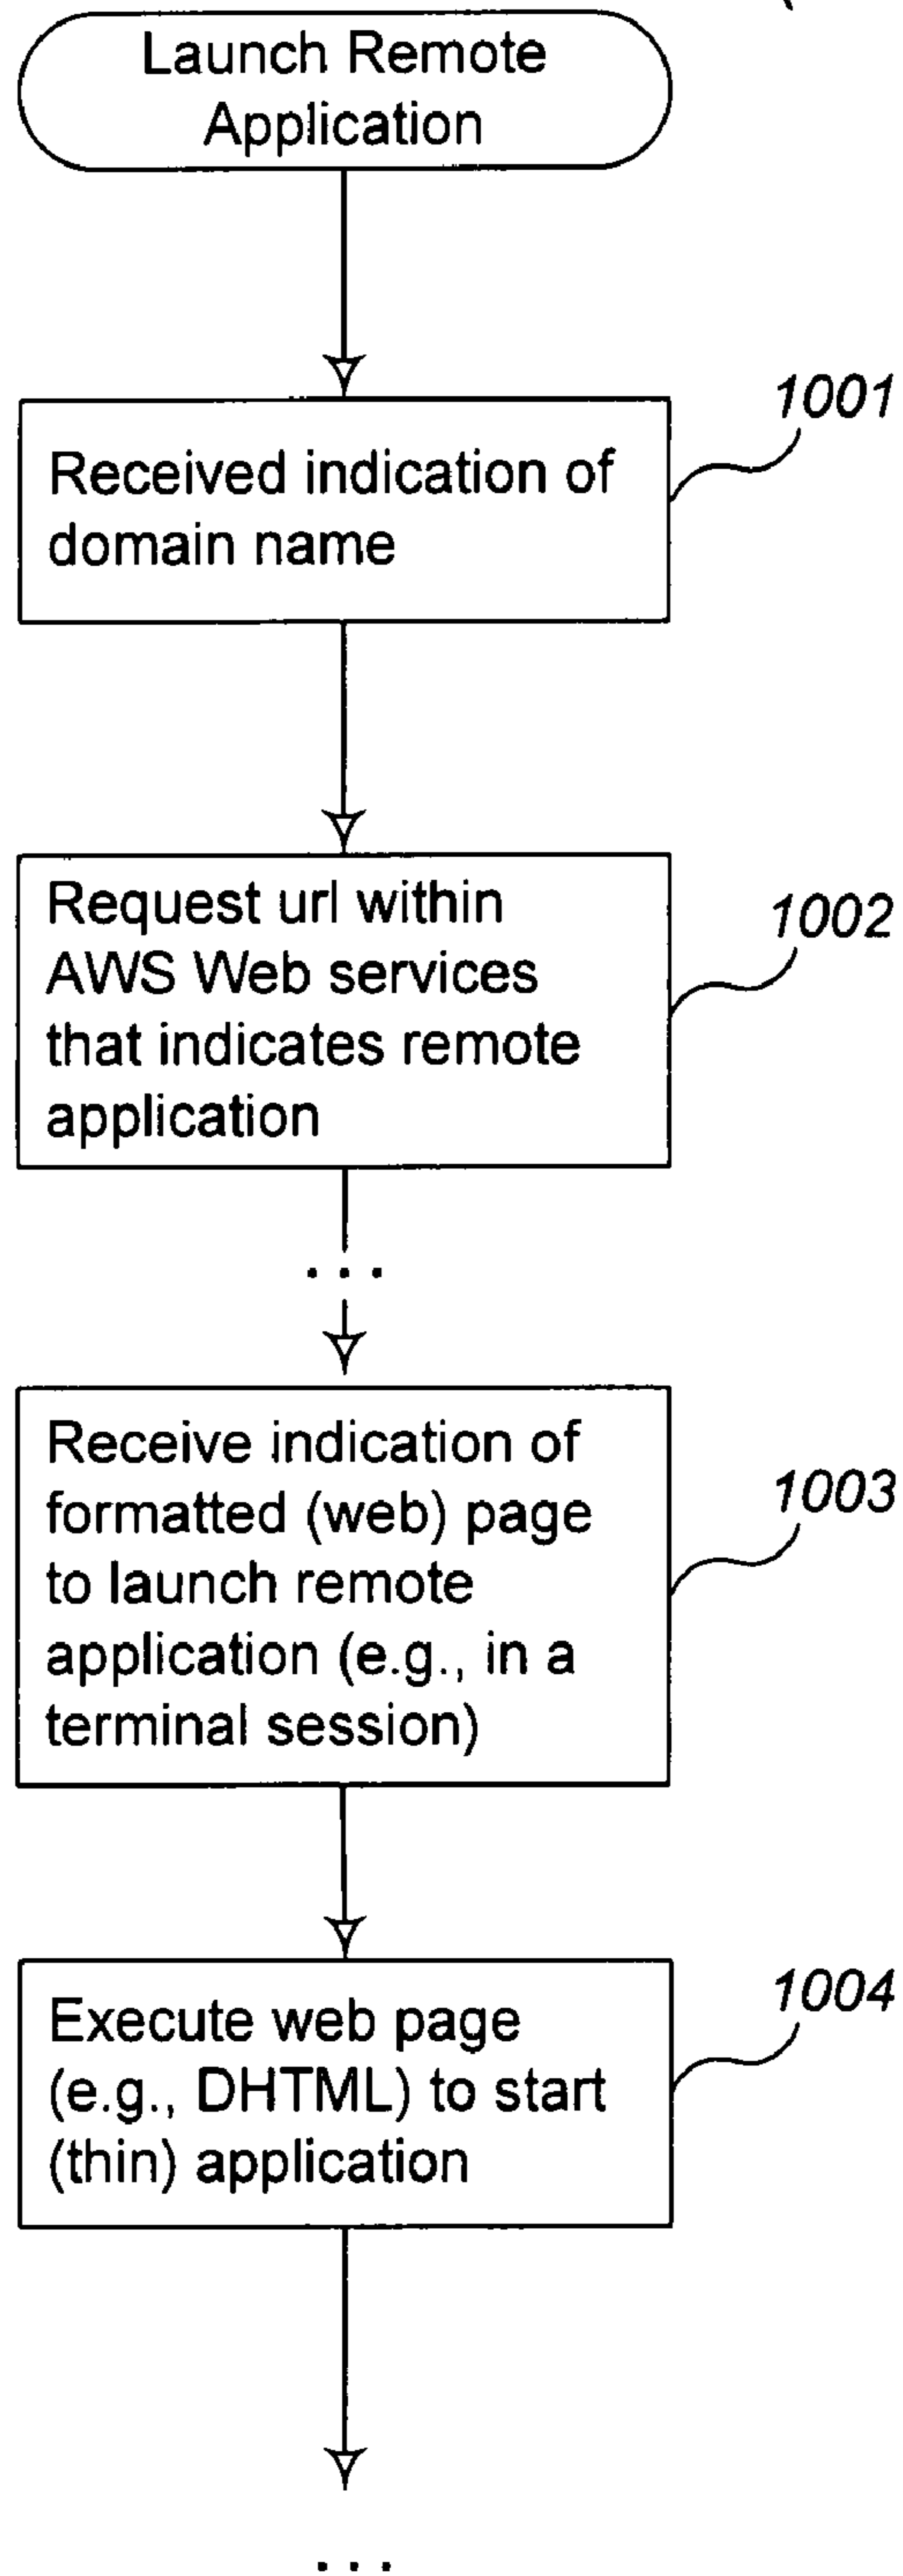 Launch Remote
Application
1001
Received indication of
domain name
1002
Request url within
AWS Web services
that indicates remote
application
...
1003
Receive indication of
formatted (web) page
to launch remote
application (e.g., in a
terminal session)
1004
Execute web page
(e.g., DHTML) to start
(thin) application
...